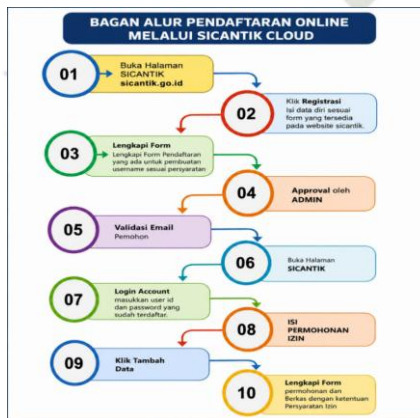 BAGAN ALUR PENDAFTARAN ONLINE
MELALUI SICANTIK CLOUD
01
Buka Halaman
SICANTIK
sicantik.go.id
02
Klik Registrasi
Isi data diri sesuai
form yang tersedia
pada website sicantik.
03
Lengkapi Form
Lengkapi Form Pendaftaran
yang ada untuk pembuatan
username sesuai persyaratan
04
Approval oleh
ADMIN
05
Validasi Email
Pemohon
06
Buka Halaman
SICANTIK
07
Login Account
masukkan user id
dan password yang
sudah terdaftar.
08
ISI
PERMOHONAN
IZIN
09
Klik Tambah
Data
10
Lengkapi Form
permohonan dan
Berkas dengan ketentuan
Persyaratan Izin